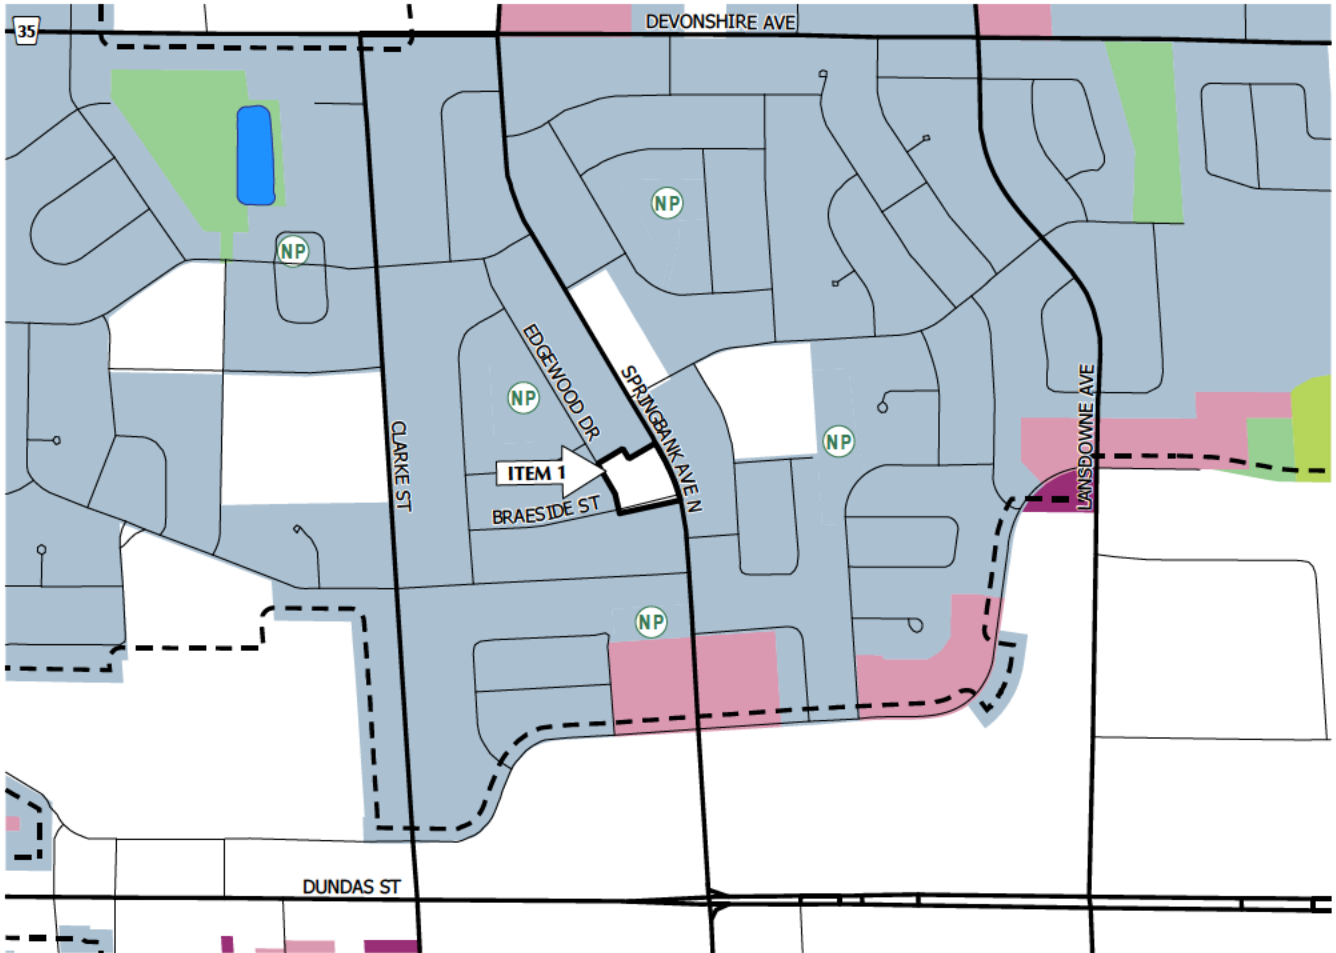 35
DEVONSHIRE AVE
NP
NP
EDGEWOOD DR
SPRINGBANK AVE N
NP
LANSDOWNE AVE
CLARKE ST
NP
ITEM 1
BRAESIDE ST
NP
DUNDAS ST